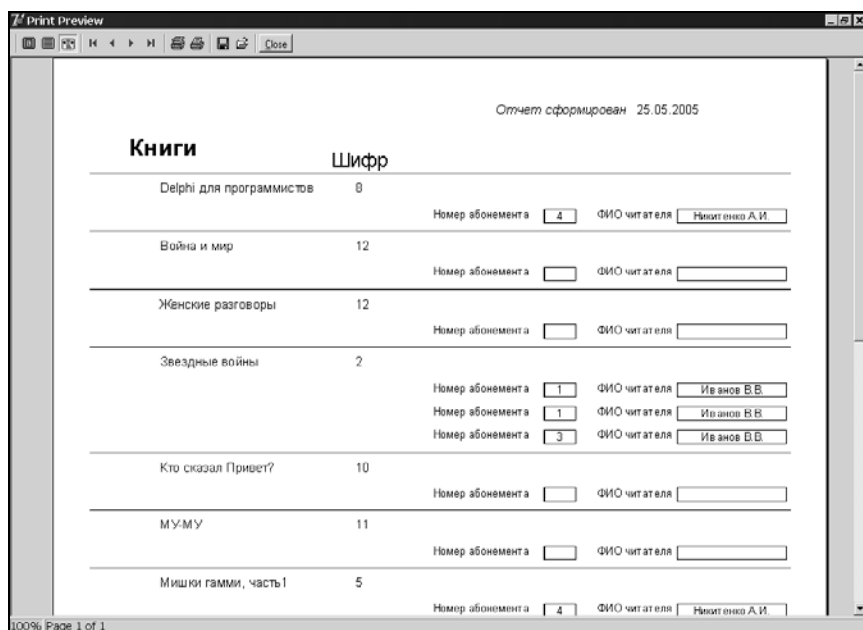 Print Preview
Close
Отчет сформирован 25.05.2005
Книги
Шифр
Delphi для программистов 8
Номер абонемента 4 ФИО читателя Никитенко А.И.
Война и мир 12
Номер абонемента ФИО читателя
Женские разговоры 12
Номер абонемента ФИО читателя
Звездные войны 2
Номер абонемента 1 ФИО читателя Иванов В.В.
Номер абонемента 1 ФИО читателя Иванов В.В.
Номер абонемента 3 ФИО читателя Иванов В.В.
Кто сказал Привет? 10
Номер абонемента ФИО читателя
МУ-МУ 11
Номер абонемента ФИО читателя
Мишки гамми, часть1 5
Номер абонемента 4 ФИО читателя Никитенко А.И.
100% Page 1 of 1